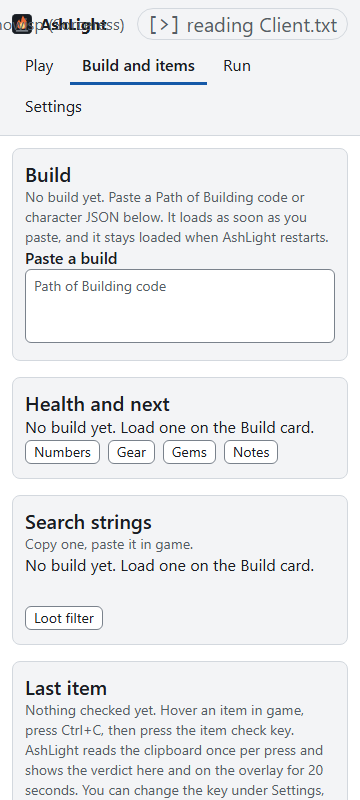 AshLight
[>] reading Client.txt
Play
Build and items
Run
Settings
Build
No build yet. Paste a Path of Building code or
character JSON below. It loads as soon as you
paste, and it stays loaded when AshLight restarts.
Paste a build
Path of Building code
Health and next
No build yet. Load one on the Build card.
Numbers
Gear
Gems
Notes
Search strings
Copy one, paste it in game.
No build yet. Load one on the Build card.
Loot filter
Last item
Nothing checked yet. Hover an item in game,
press Ctrl+C, then press the item check key.
AshLight reads the clipboard once per press and
shows the verdict here and on the overlay for 20
seconds. You can change the key under Settings,